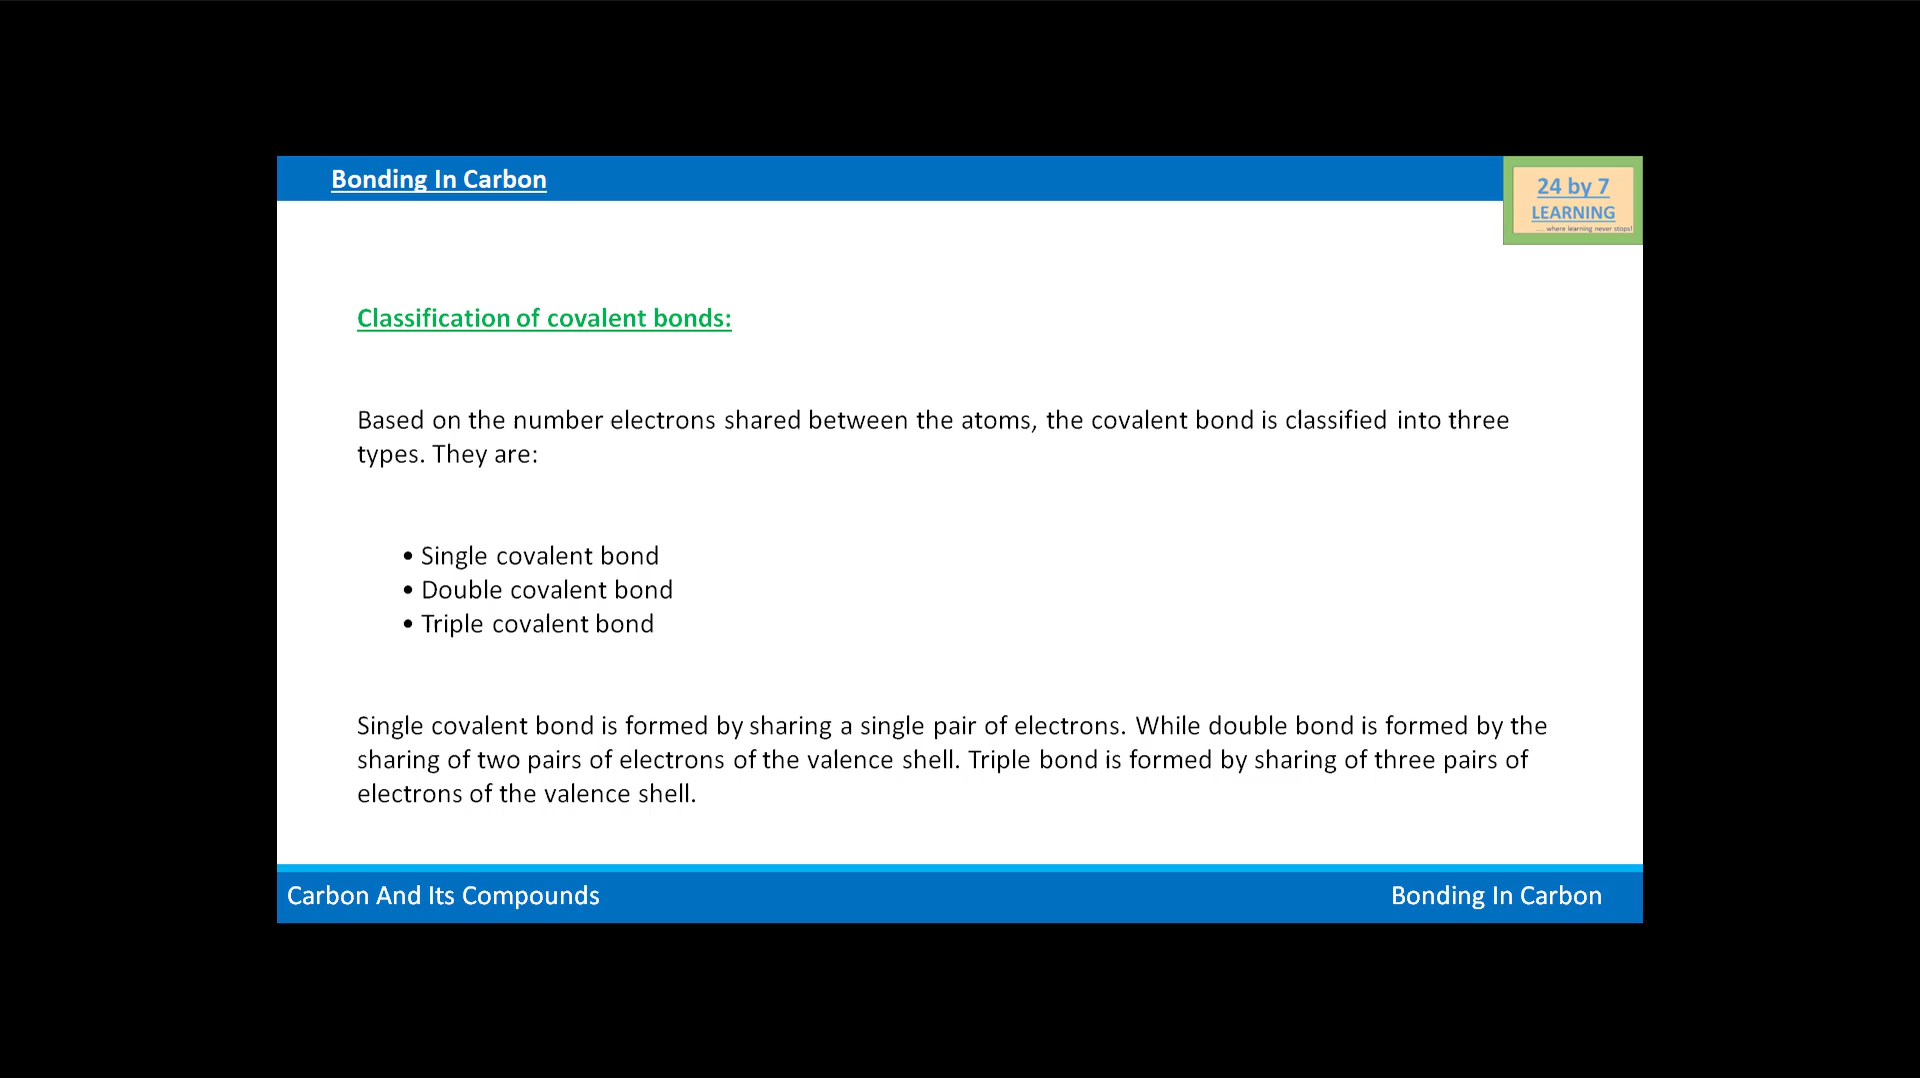 Bonding In Carbon
24 by 7
LEARNING
.... where learning never stops!
Classification of covalent bonds:
Based on the number electrons shared between the atoms, the covalent bond is classified into three
types. They are:
• Single covalent bond
• Double covalent bond
• Triple covalent bond
Single covalent bond is formed by sharing a single pair of electrons. While double bond is formed by the
sharing of two pairs of electrons of the valence shell. Triple bond is formed by sharing of three pairs of
electrons of the valence shell.
Carbon And Its Compounds
Bonding In Carbon